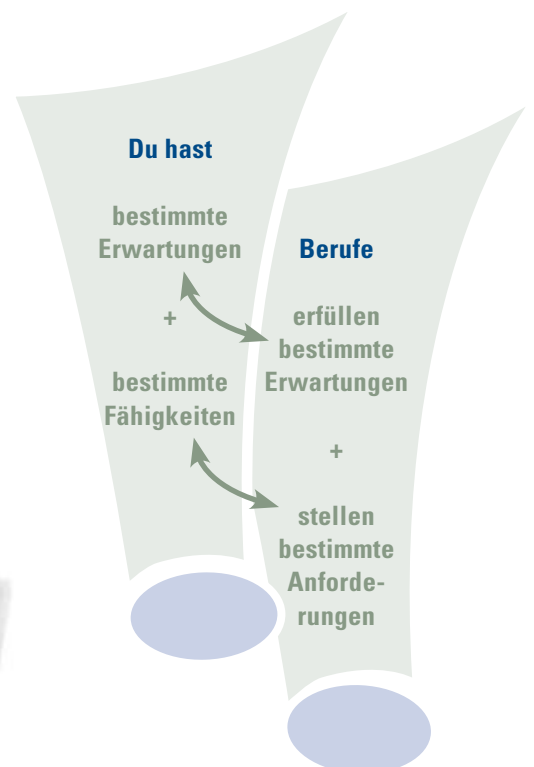 Du hast
bestimmte
Erwartungen
+
bestimmte
Fähigkeiten
Berufe
erfüllen
bestimmte
Erwartungen
+
stellen
bestimmte
Anforde-
rungen